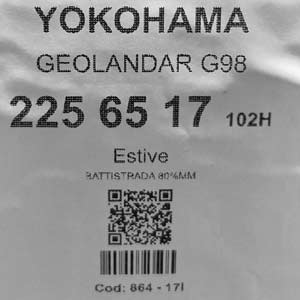 YOKOHAMA
GEOLANDAR G98
225 65 17 102H
Estive
BATTISTRADA 80%MM
Cod: 864 - 17I